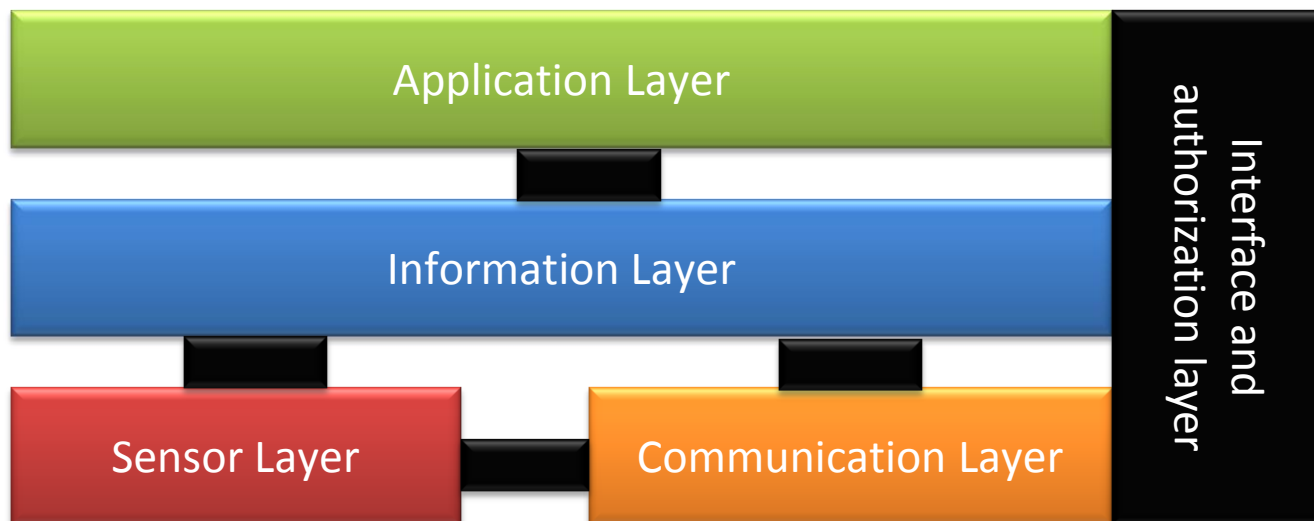 Application Layer
Information Layer
Sensor Layer
Communication Layer
Interface and
authorization layer